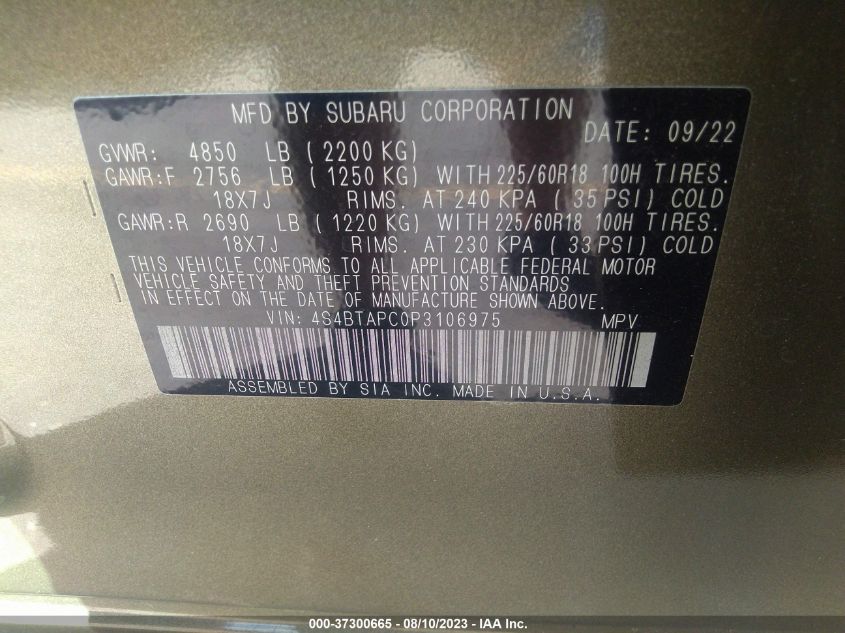 MFD BY SUBARU CORPORATION
DATE: 09/22
GVWR: 4850 LB ( 2200 KG)
GAWR:F 2756 LB ( 1250 KG) WITH 225/60R18 100H TIRES.
18X7J RIMS. AT 240 KPA ( 35 PSI) COLD
GAWR:R 2690 LB ( 1220 KG) WITH 225/60R18 100H TIRES.
18X7J RIMS. AT 230 KPA ( 33 PSI) COLD
THIS VEHICLE CONFORMS TO ALL APPLICABLE FEDERAL MOTOR
VEHICLE SAFETY AND THEFT PREVENTION STANDARDS
IN EFFECT ON THE DATE OF MANUFACTURE SHOWN ABOVE.
VIN: 4S4BTAPC0P3106975 MPV
ASSEMBLED BY SIA INC. MADE IN U.S.A.
000-37300665 - 08/10/2023 - IAA Inc.